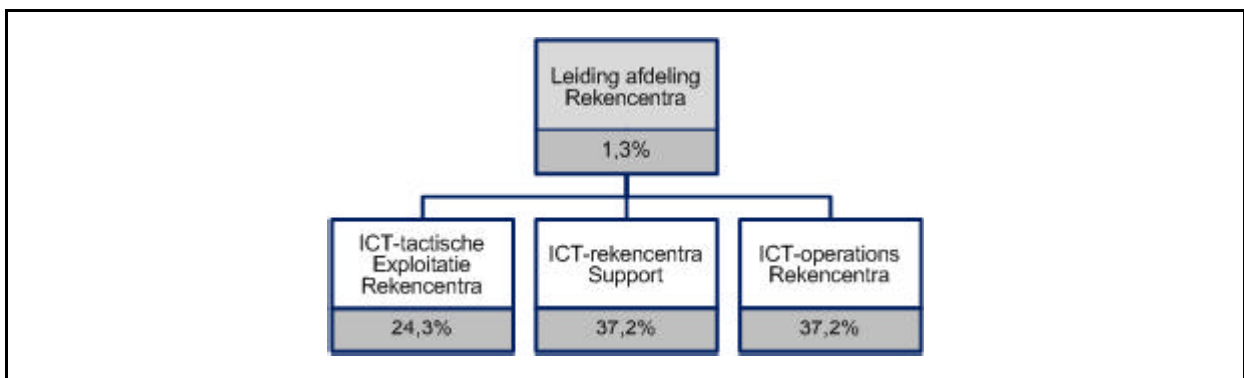 Leiding afdeling
Rekencentra
1,3%
ICT-tactische
Exploitatie
Rekencentra
24,3%
ICT-rekencentra
Support
37,2%
ICT-operations
Rekencentra
37,2%